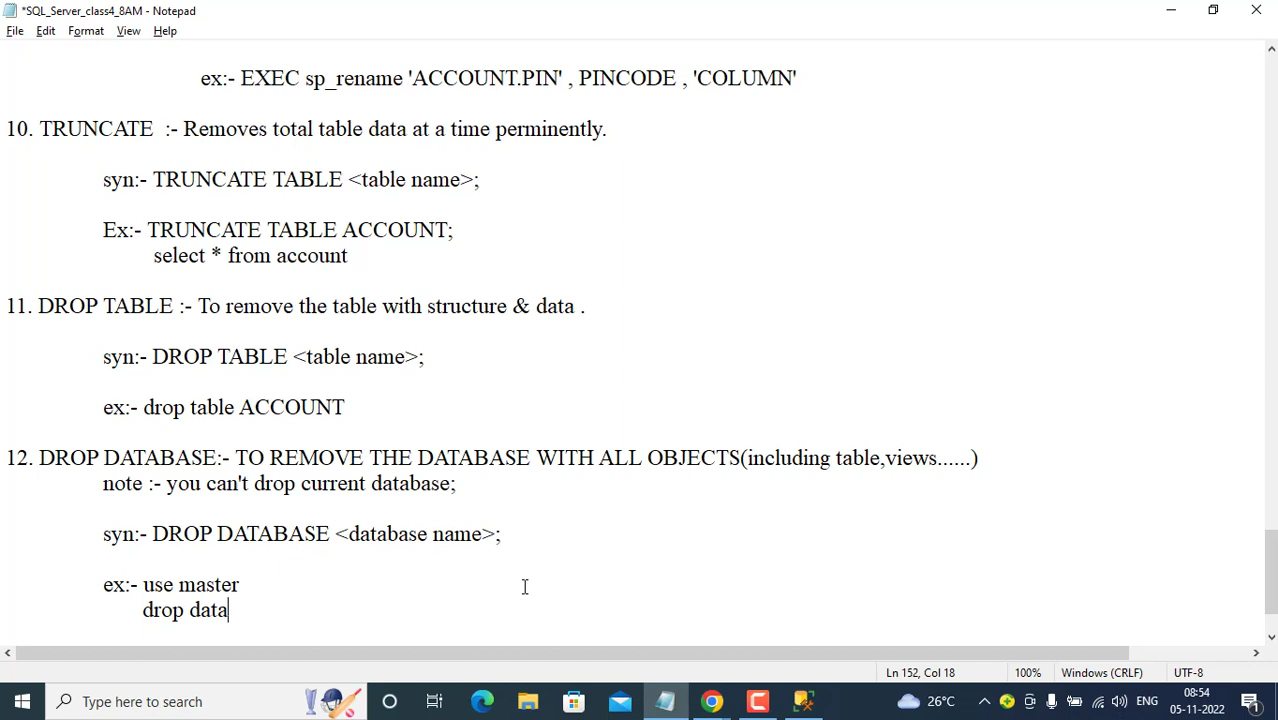 *SQL_Server_class4_8AM - Notepad
File Edit Format View Help
ex:- EXEC sp_rename 'ACCOUNT.PIN' , PINCODE , 'COLUMN'
10. TRUNCATE :- Removes total table data at a time perminently.
syn:- TRUNCATE TABLE <table name>;
Ex:- TRUNCATE TABLE ACCOUNT;
select * from account
11. DROP TABLE :- To remove the table with structure & data .
syn:- DROP TABLE <table name>;
ex:- drop table ACCOUNT
12. DROP DATABASE:- TO REMOVE THE DATABASE WITH ALL OBJECTS(including table,views......)
note :- you can't drop current database;
syn:- DROP DATABASE <database name>;
ex:- use master
drop data
Ln 152, Col 18 100% Windows (CRLF) UTF-8
Type here to search 26°C ENG 08:54
05-11-2022 1